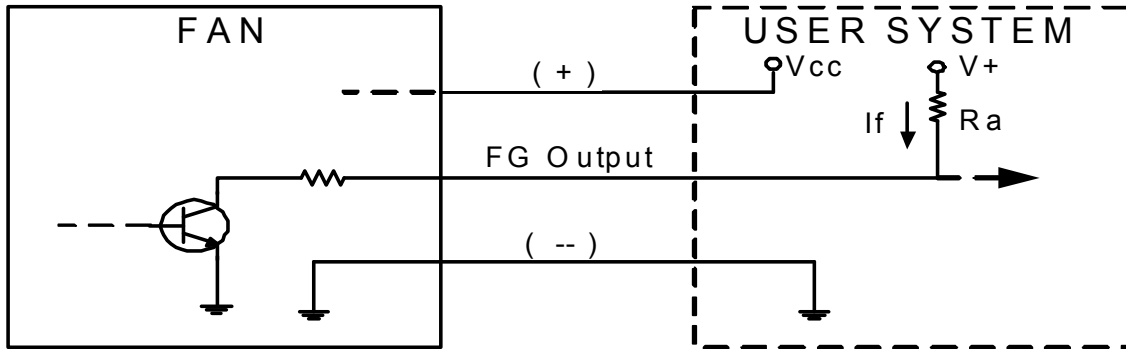 FAN
USER SYSTEM
Vcc
V+
( + )
If
Ra
FG Output
( -- )